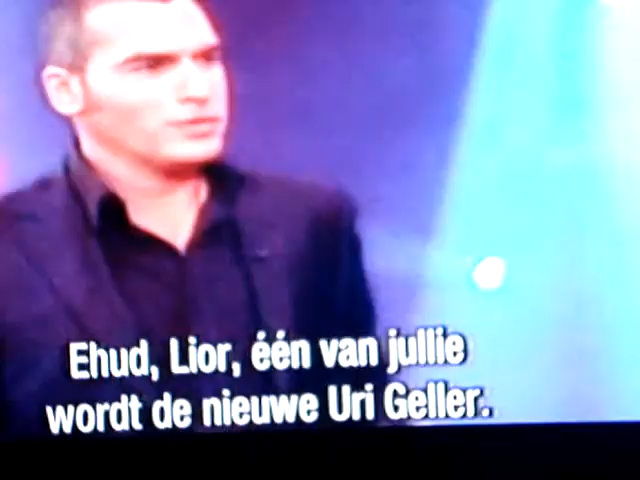 Ehud, Lior, één van jullie
wordt de nieuwe Uri Geller.